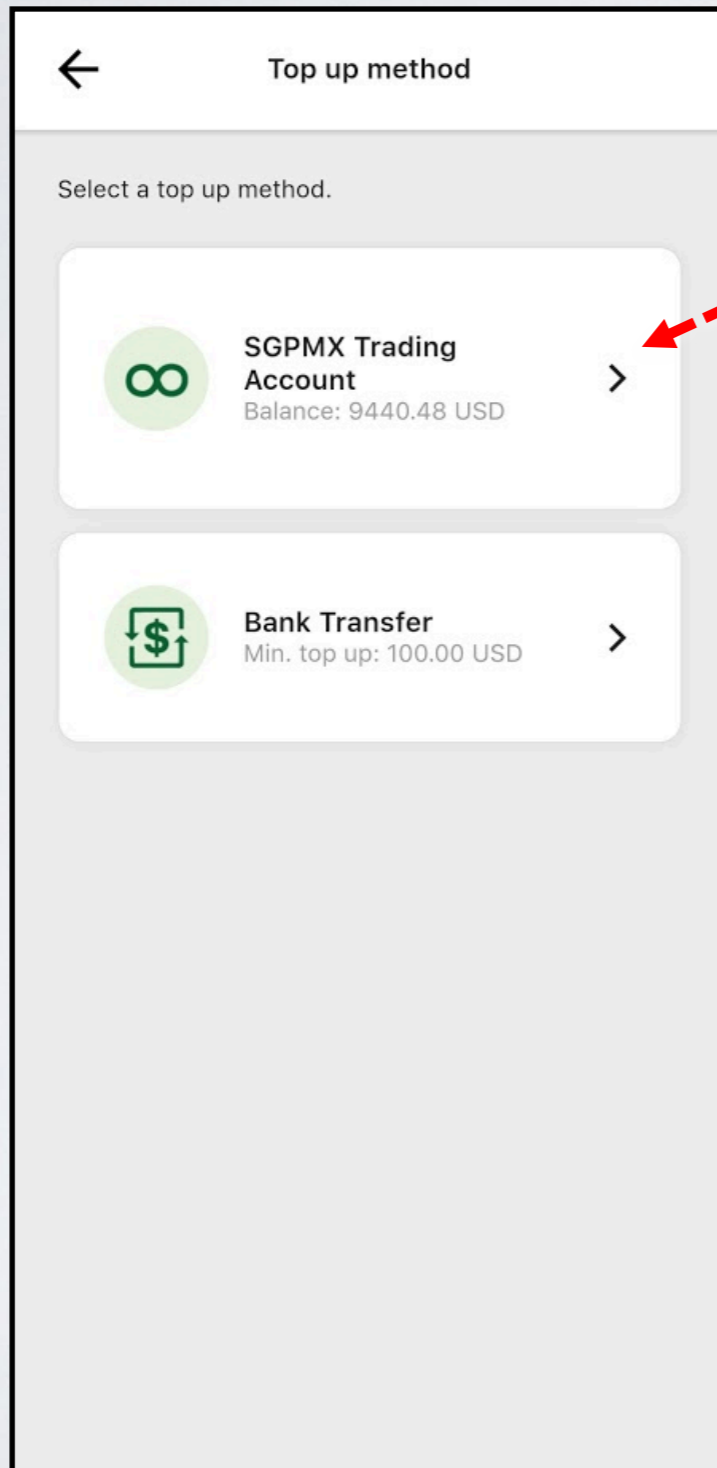 Top up method
Select a top up method.
SGPMX Trading
Account
Balance: 9440.48 USD
Bank Transfer
Min. top up: 100.00 USD